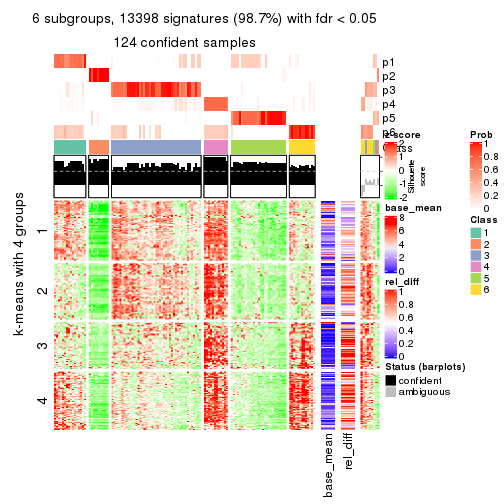 6 subgroups, 13398 signatures (98.7%) with fdr < 0.05
124 confident samples
p1
p2
p3
p4
p5
p6
Class
1
2
3
4
k-means with 4 groups
base_mean
rel_diff
Silhouette
score
z_score
2
1
0
-1
-2
base_mean
8
6
4
2
0
rel_diff
1
0.8
0.6
0.4
0.2
0
Status (barplots)
confident
ambiguous
Prob
1
0.8
0.6
0.4
0.2
0
Class
1
2
3
4
5
6